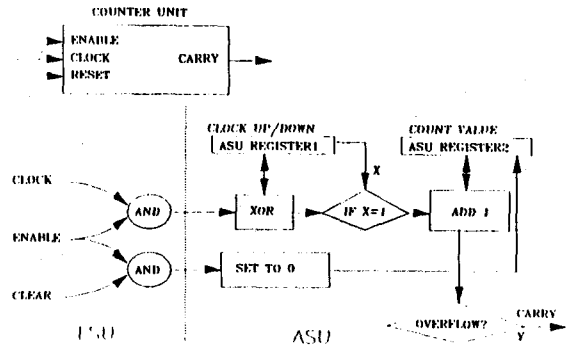 COUNTER UNIT
ENABLE
CLOCK
RESET
CARRY
CLOCK UP/DOWN
ASU REGISTER1
COUNT VALUE
ASU REGISTER2
X
CLOCK
AND
XOR
IF X=1
ADD 1
ENABLE
AND
SET TO 0
CLEAR
OVERFLOW?
CARRY
Y
ASU